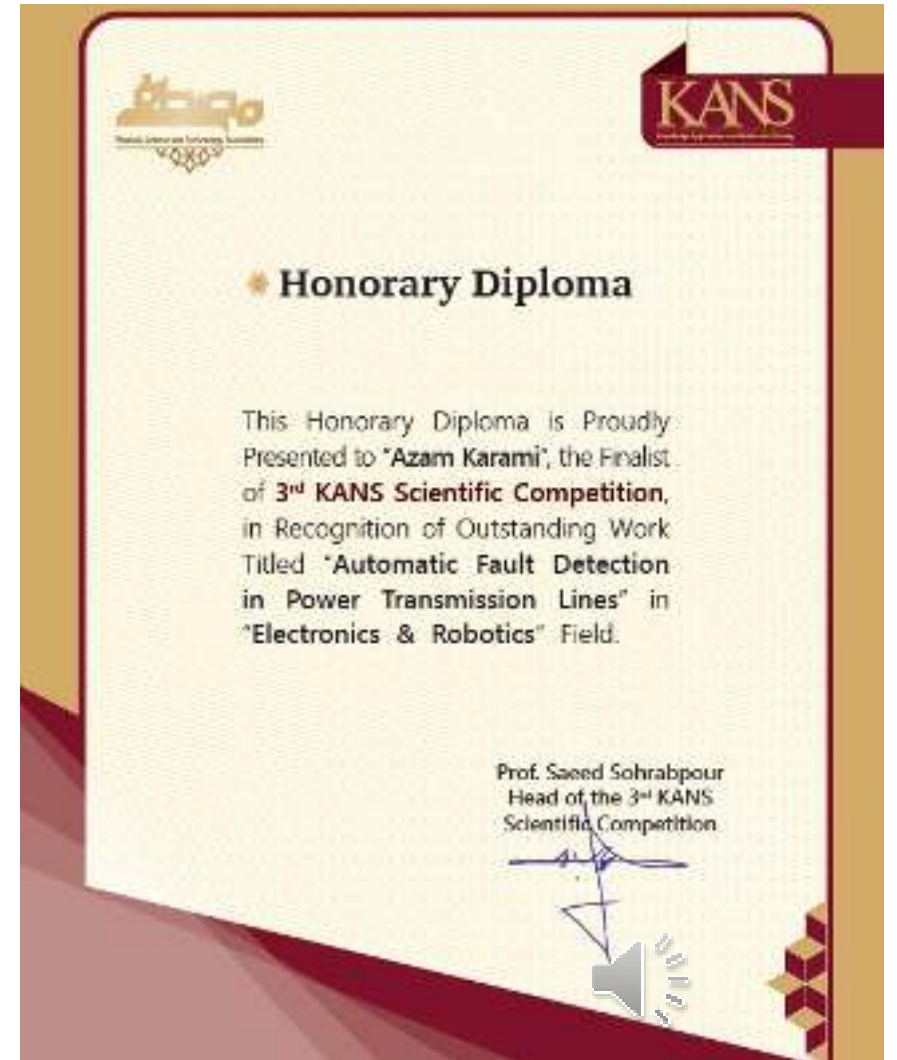 KANS
Honorary Diploma
This Honorary Diploma is Proudly
Presented to "Azam Karami", the Finalist
of 3rd KANS Scientific Competition,
in Recognition of Outstanding Work
Titled "Automatic Fault Detection
in Power Transmission Lines" in
"Electronics & Robotics" Field.
Prof. Saeed Sohrabpour
Head of the 3rd KANS
Scientific Competition